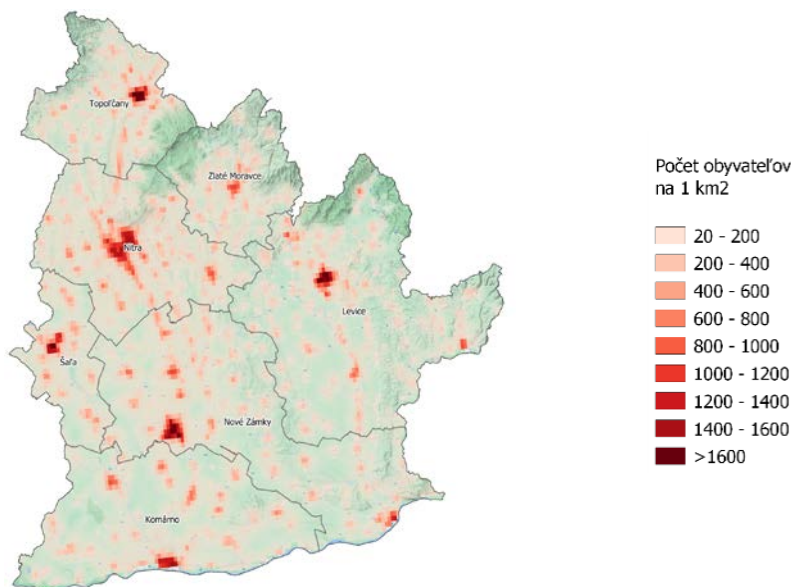 Topoľčany
Zlaté Moravce
Nitra
Levice
Šaľa
Nové Zámky
Komárno
Počet obyvateľov
na 1 km2
20 - 200
200 - 400
400 - 600
600 - 800
800 - 1000
1000 - 1200
1200 - 1400
1400 - 1600
>1600